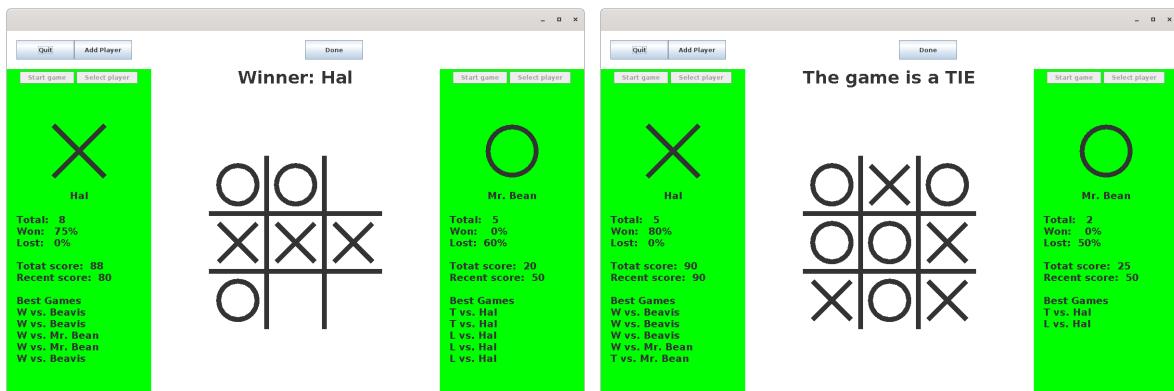 Quit Add Player Done
Start game Select player
Winner: Hal
Start game Select player
Hal
Total: 8
Won: 75%
Lost: 0%
Totat score: 88
Recent score: 80
Best Games
W vs. Beavis
W vs. Beavis
W vs. Mr. Bean
W vs. Mr. Bean
W vs. Beavis
Mr. Bean
Total: 5
Won: 0%
Lost: 60%
Totat score: 20
Recent score: 50
Best Games
T vs. Hal
T vs. Hal
L vs. Hal
L vs. Hal
L vs. Hal
Quit Add Player Done
Start game Select player
The game is a TIE
Start game Select player
Hal
Total: 5
Won: 80%
Lost: 0%
Totat score: 90
Recent score: 90
Best Games
W vs. Beavis
W vs. Beavis
W vs. Beavis
W vs. Mr. Bean
T vs. Mr. Bean
Mr. Bean
Total: 2
Won: 0%
Lost: 50%
Totat score: 25
Recent score: 50
Best Games
T vs. Hal
L vs. Hal